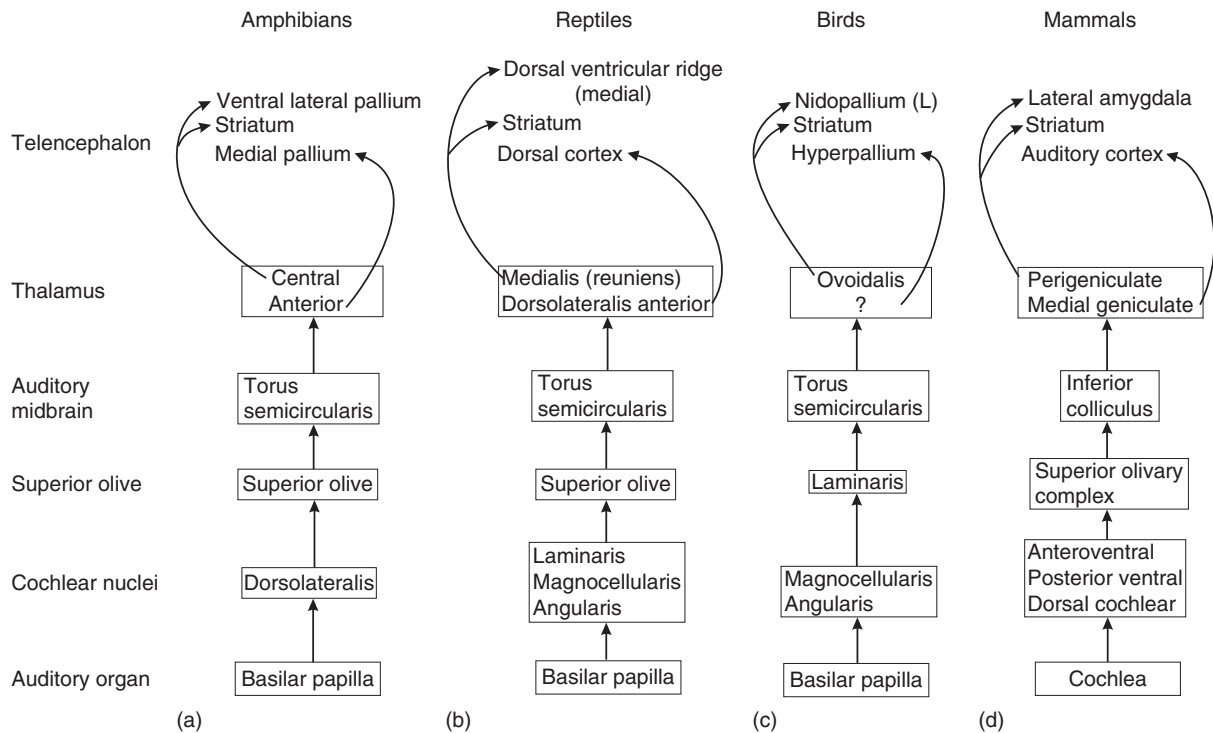 Amphibians
Reptiles
Birds
Mammals
Telencephalon
Ventral lateral pallium
Striatum
Medial pallium
Dorsal ventricular ridge
(medial)
Striatum
Dorsal cortex
Nidopallium (L)
Striatum
Hyperpallium
Lateral amygdala
Striatum
Auditory cortex
Thalamus
Central
Anterior
Medialis (reuniens)
Dorsolateralis anterior
Ovoidalis
?
Perigeniculate
Medial geniculate
Auditory
midbrain
Torus
semicircularis
Torus
semicircularis
Torus
semicircularis
Inferior
colliculus
Superior olive
Superior olive
Superior olive
Laminaris
Superior olivary
complex
Cochlear nuclei
Dorsolateralis
Laminaris
Magnocellularis
Angularis
Magnocellularis
Angularis
Anteroventral
Posterior ventral
Dorsal cochlear
Auditory organ
Basilar papilla
Basilar papilla
Basilar papilla
Cochlea
(a)
(b)
(c)
(d)